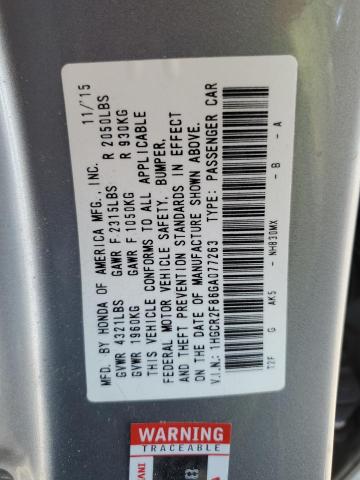 MFD. BY HONDA OF AMERICA MFG., INC. 11/'15
GVWR 4321LBS GAWR F 2315LBS R 2050LBS
GVWR 1960KG GAWR F 1050KG R 930KG
THIS VEHICLE CONFORMS TO ALL APPLICABLE
FEDERAL MOTOR VEHICLE SAFETY, BUMPER,
AND THEFT PREVENTION STANDARDS IN EFFECT
ON THE DATE OF MANUFACTURE SHOWN ABOVE.
V.I.N.: 1HGCR2F86GA077263 TYPE: PASSENGER CAR
T2F G AK5 - NH830MX - B - A
WARNING
TRACEABLE
8